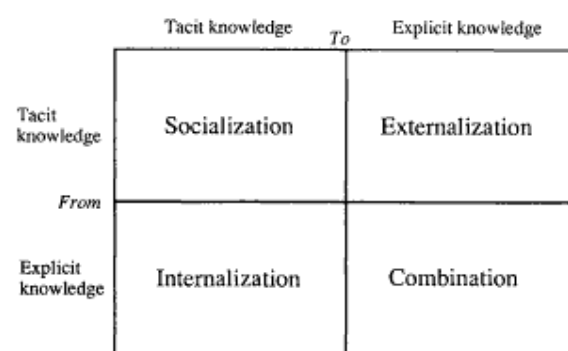 Tacit knowledge
To
Explicit knowledge
Tacit
knowledge
Socialization
Externalization
From
Explicit
knowledge
Internalization
Combination